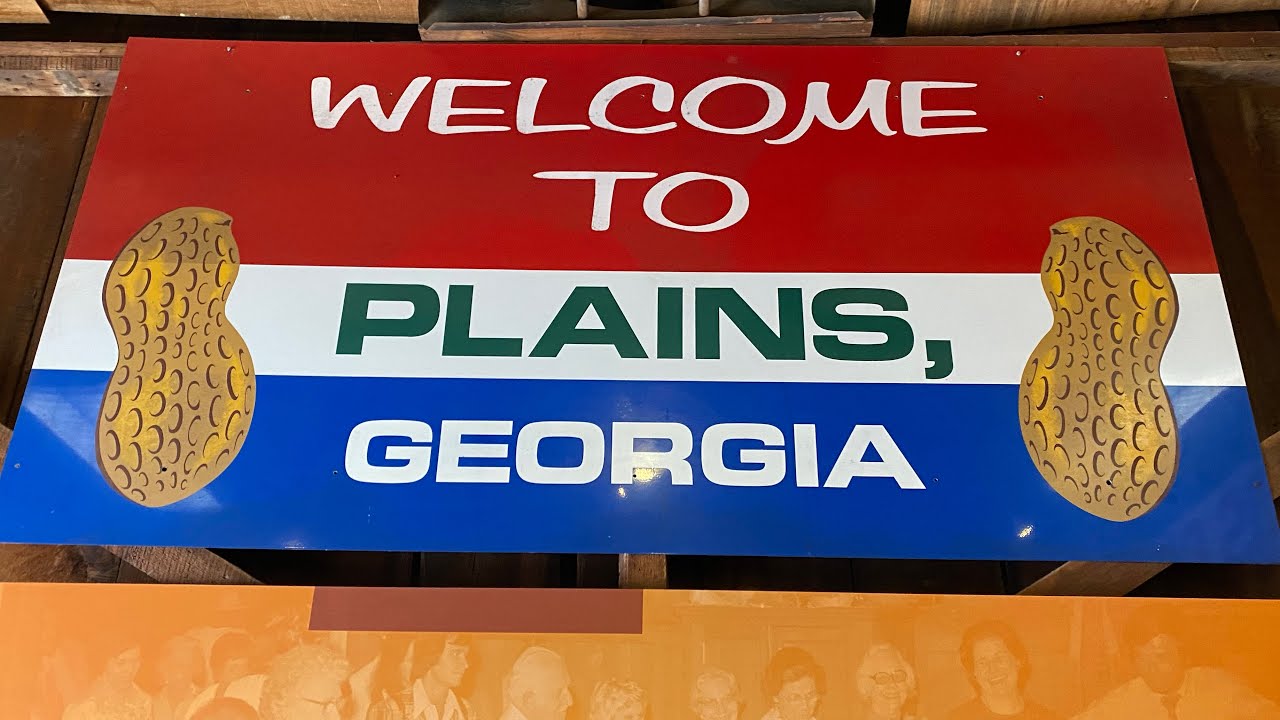 WELCOME
TO
PLAINS,
GEORGIA